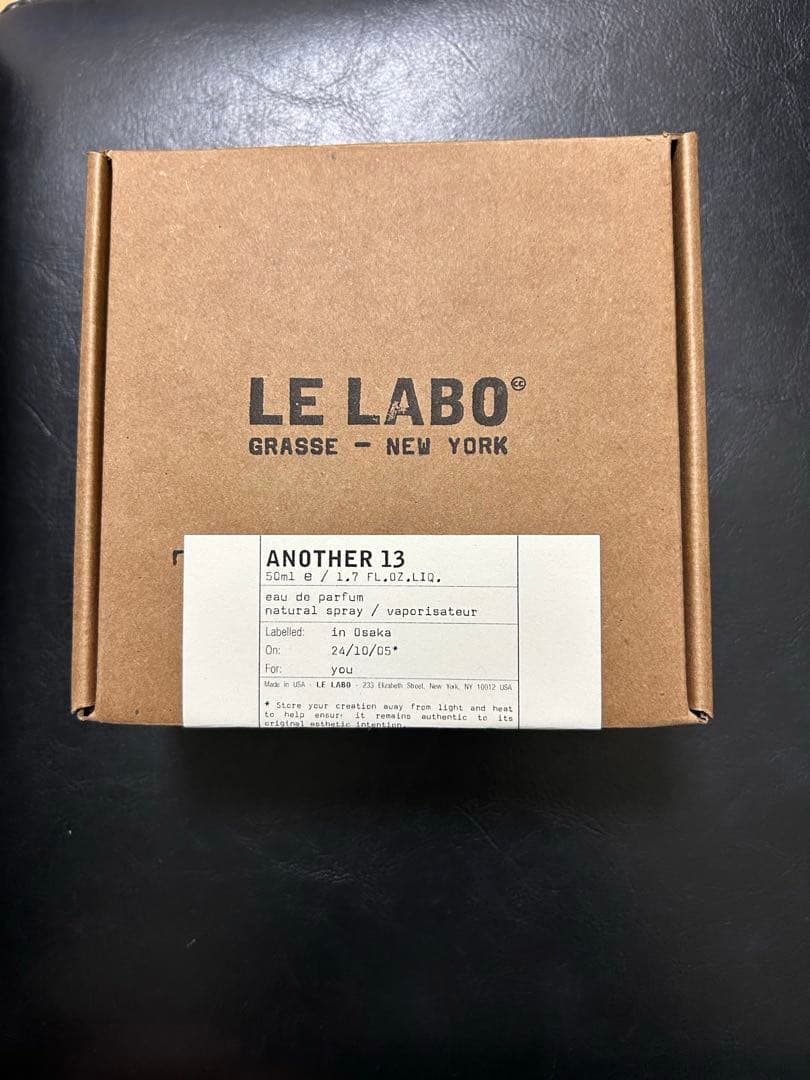 LE LABO
GRASSE – NEW YORK
ANOTHER 13
50ml e / 1.7 FL.OZ.LIQ.
eau de parfum
natural spray / vaporisateur
Labelled: in Osaka
On: 24/10/05*
For: you
Made in USA - LE LABO - 233 Elizabeth Street, New York, NY 10012 USA
* Store your creation away from light and heat
to help ensure it remains authentic to its
original esthetic intention.